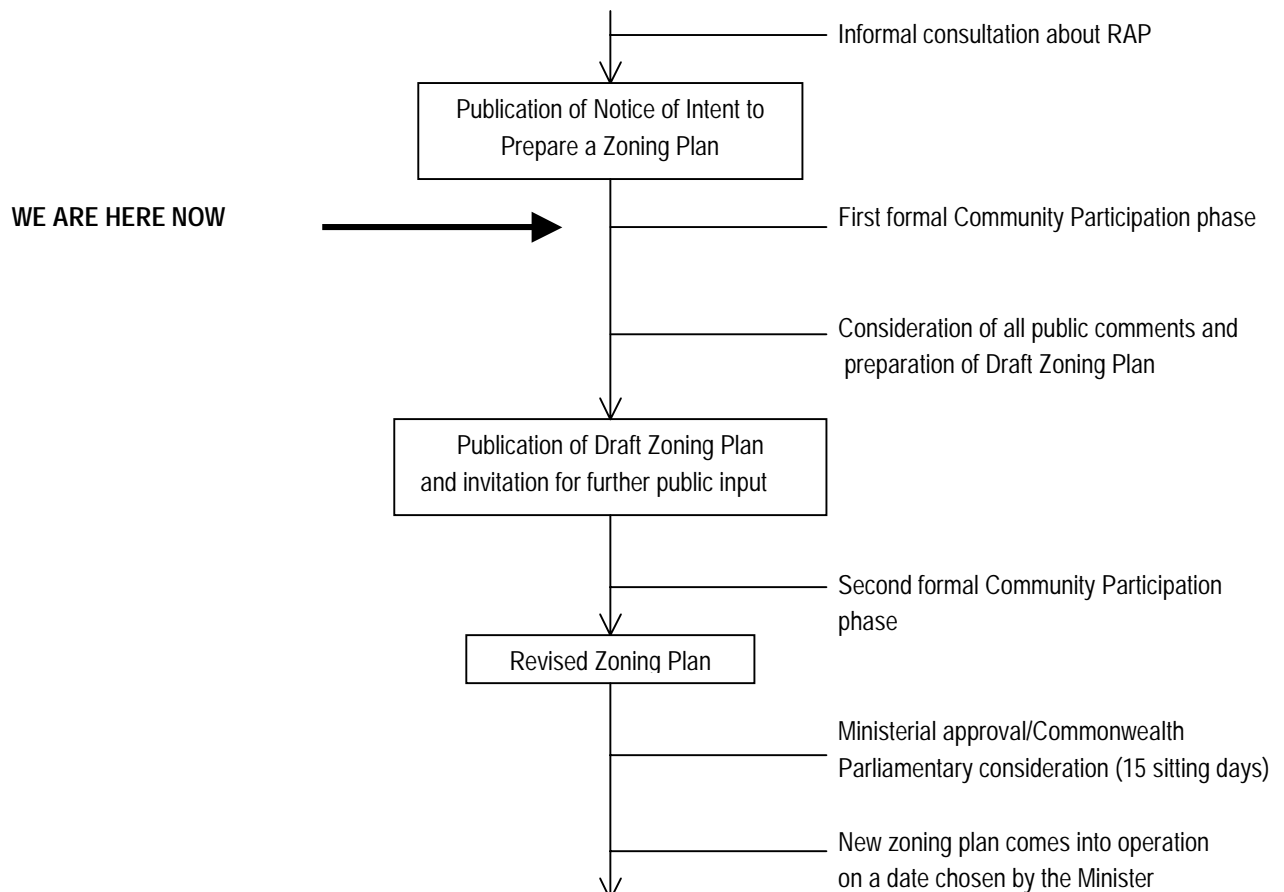 Informal consultation about RAP
Publication of Notice of Intent to
Prepare a Zoning Plan
WE ARE HERE NOW
First formal Community Participation phase
Consideration of all public comments and
preparation of Draft Zoning Plan
Publication of Draft Zoning Plan
and invitation for further public input
Second formal Community Participation
phase
Revised Zoning Plan
Ministerial approval/Commonwealth
Parliamentary consideration (15 sitting days)
New zoning plan comes into operation
on a date chosen by the Minister